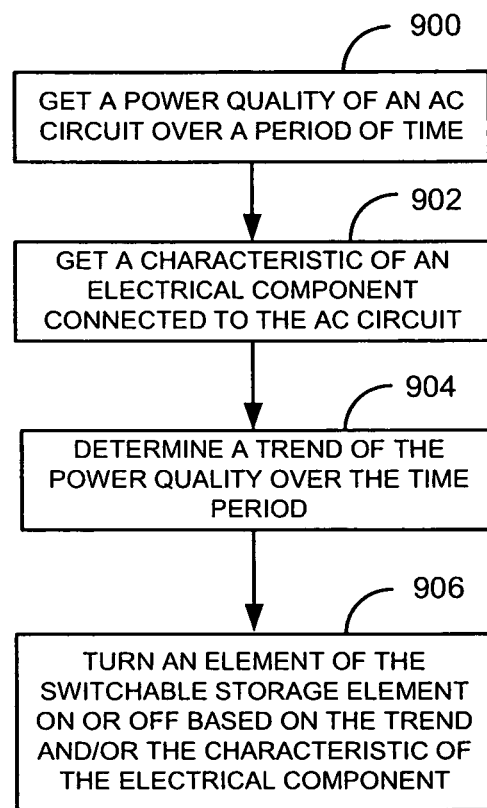 900
GET A POWER QUALITY OF AN AC
CIRCUIT OVER A PERIOD OF TIME
902
GET A CHARACTERISTIC OF AN
ELECTRICAL COMPONENT
CONNECTED TO THE AC CIRCUIT
904
DETERMINE A TREND OF THE
POWER QUALITY OVER THE TIME
PERIOD
906
TURN AN ELEMENT OF THE
SWITCHABLE STORAGE ELEMENT
ON OR OFF BASED ON THE TREND
AND/OR THE CHARACTERISTIC OF
THE ELECTRICAL COMPONENT